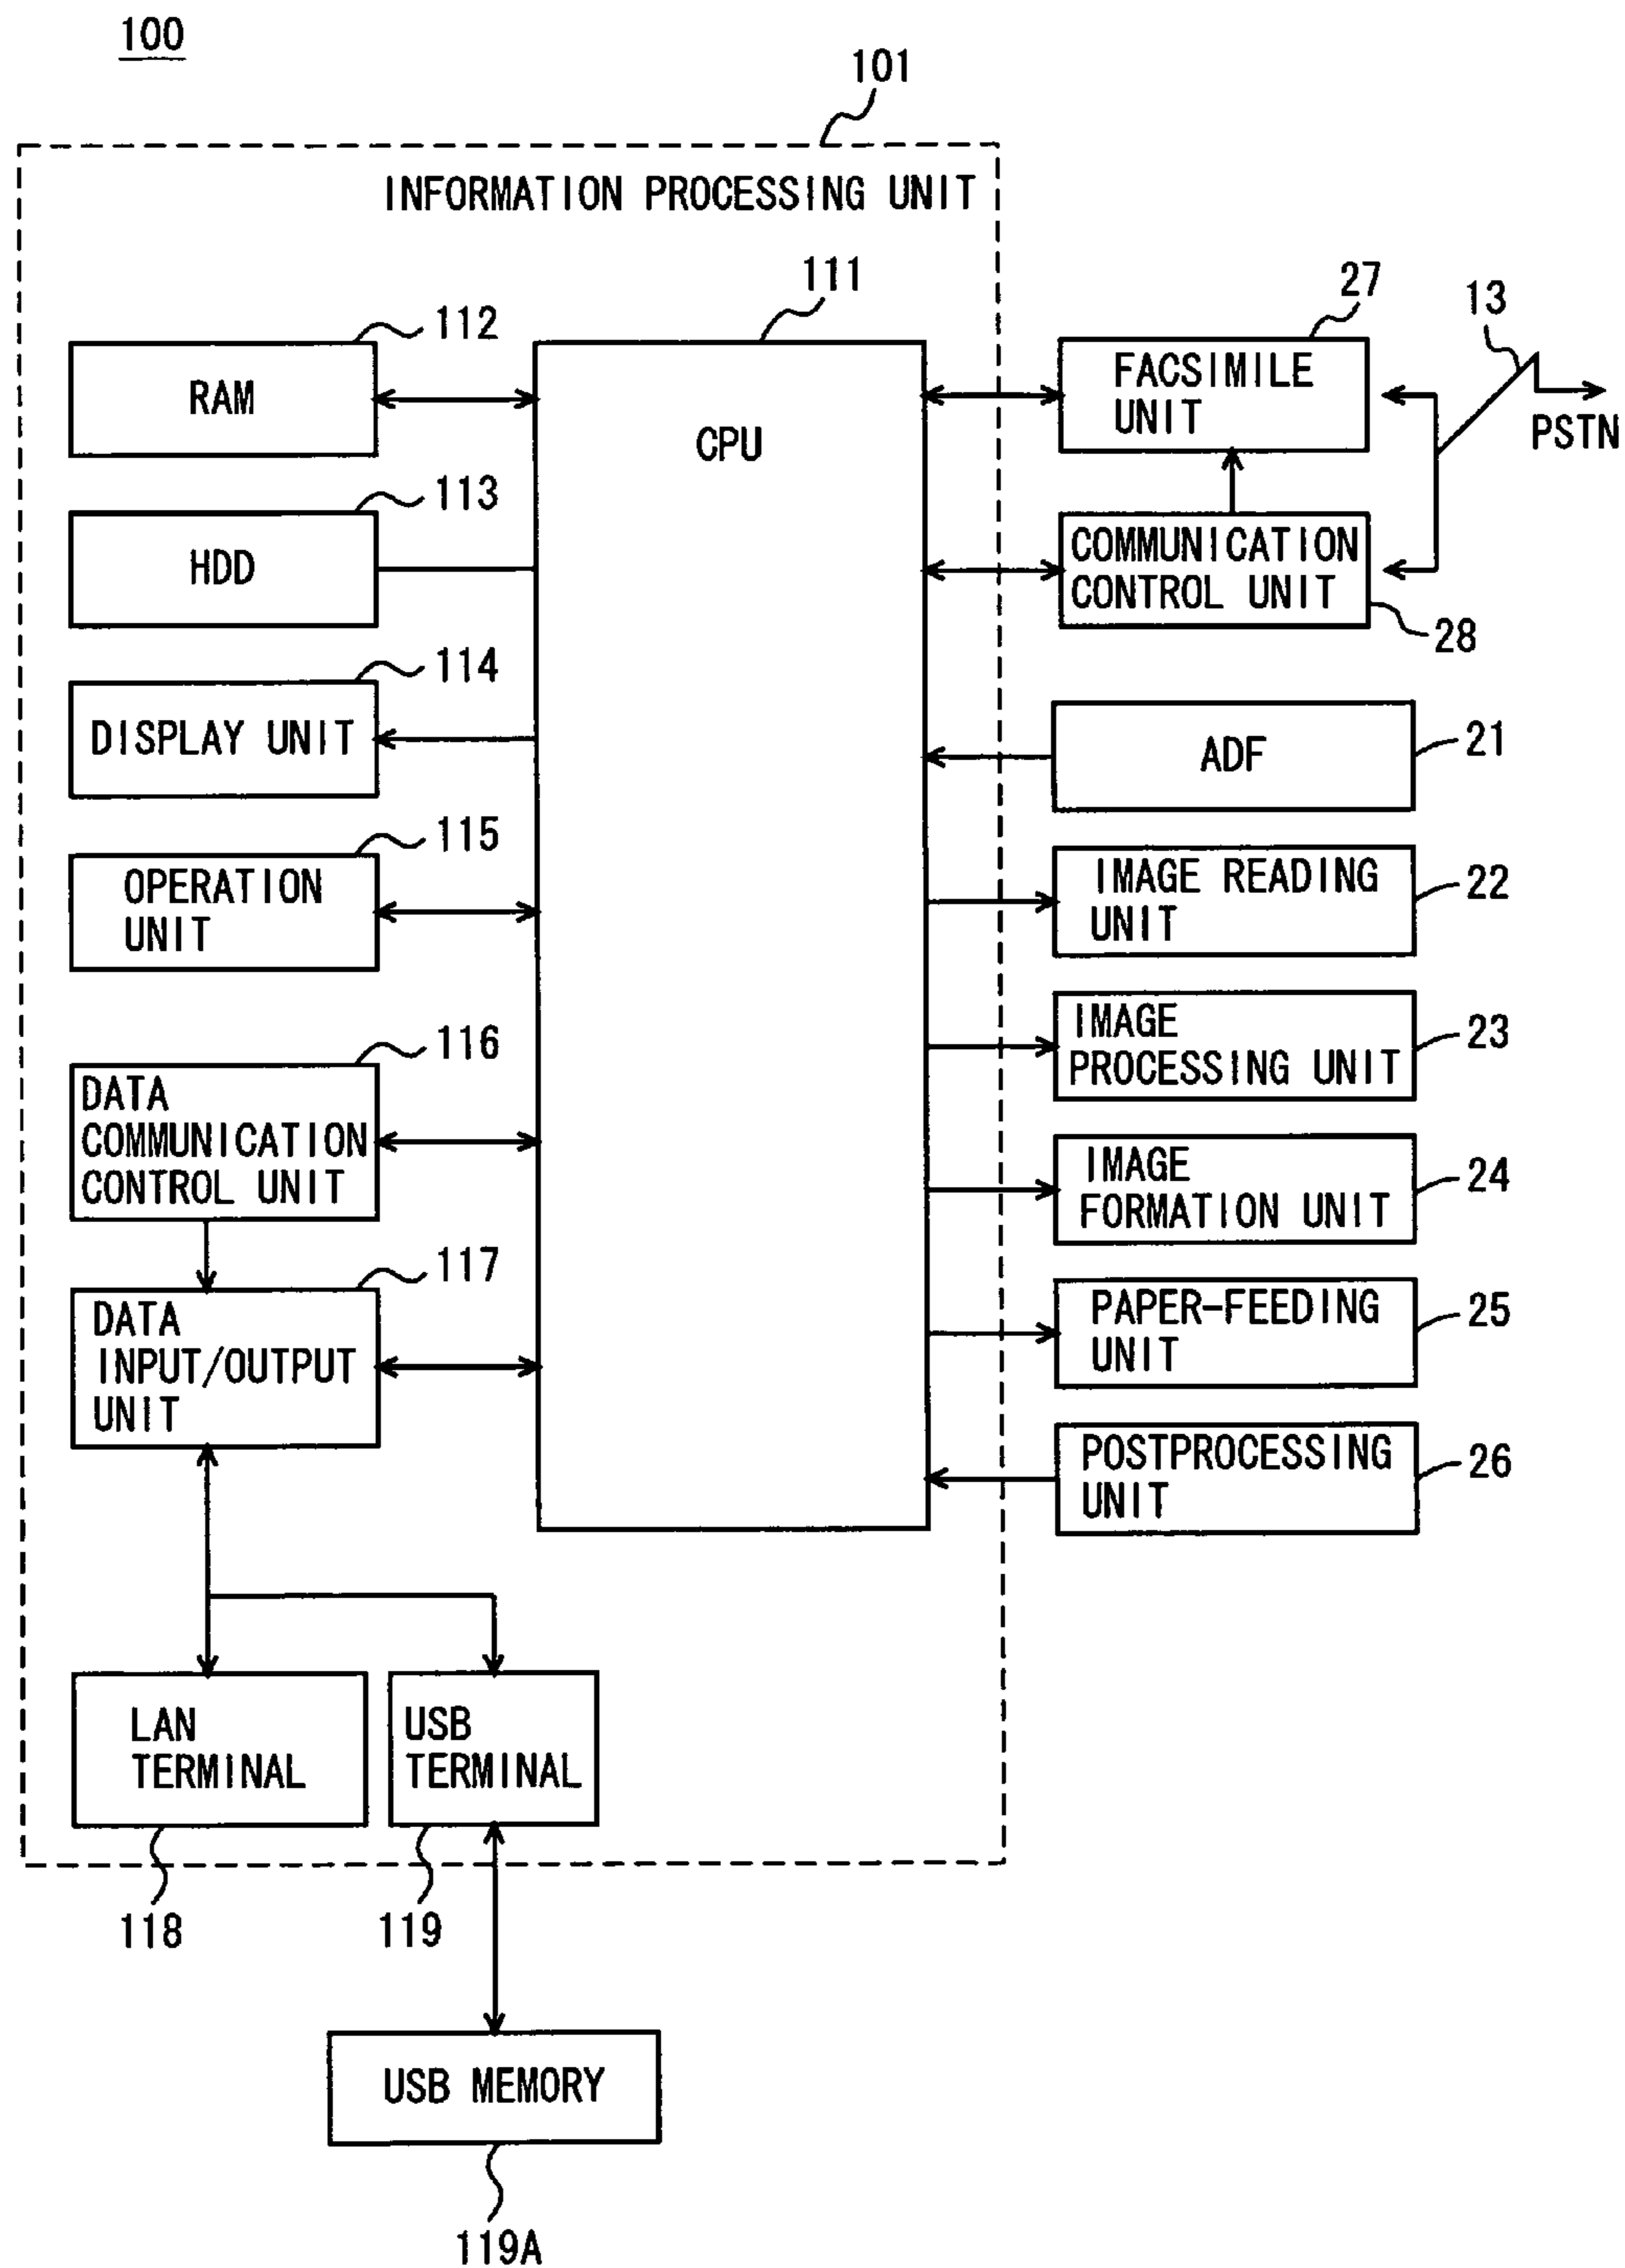 100
101
INFORMATION PROCESSING UNIT
111
CPU
112
RAM
113
HDD
114
DISPLAY UNIT
115
OPERATION
UNIT
116
DATA
COMMUNICATION
CONTROL UNIT
117
DATA
INPUT/OUTPUT
UNIT
LAN
TERMINAL
118
USB
TERMINAL
119
USB MEMORY
119A
27
FACSIMILE
UNIT
13
PSTN
COMMUNICATION
CONTROL UNIT
28
ADF
21
IMAGE READING
UNIT
22
IMAGE
PROCESSING UNIT
23
IMAGE
FORMATION UNIT
24
PAPER-FEEDING
UNIT
25
POSTPROCESSING
UNIT
26